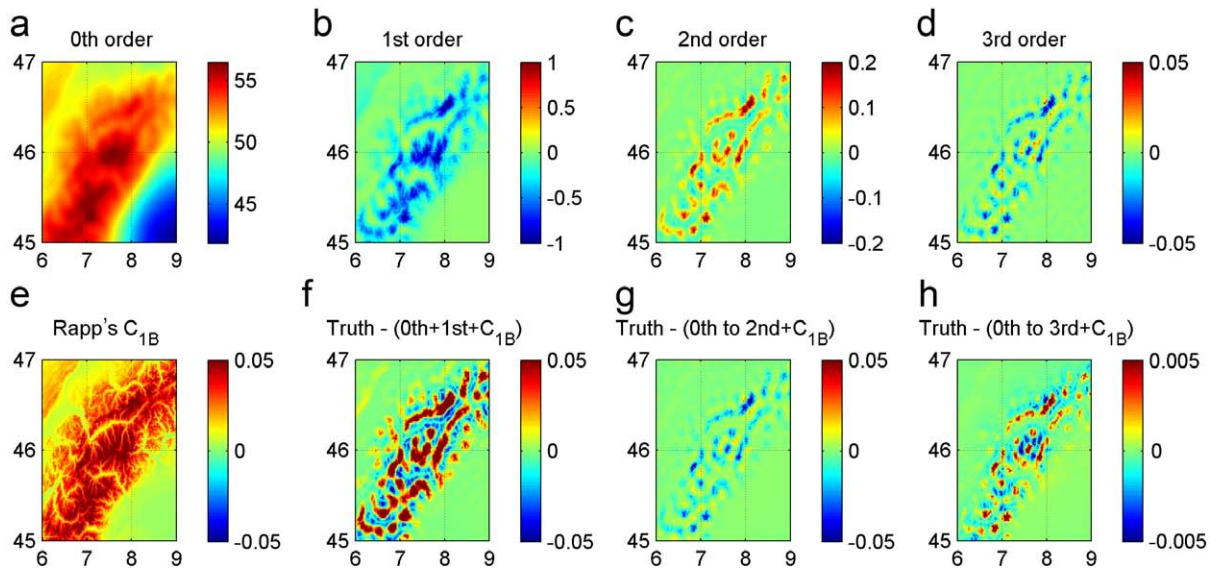 a
0th order
47
46
45
6 7 8 9
55
50
45
b
1st order
47
46
45
6 7 8 9
1
0.5
0
-0.5
-1
c
2nd order
47
46
45
6 7 8 9
0.2
0.1
0
-0.1
-0.2
d
3rd order
47
46
45
6 7 8 9
0.05
0
-0.05
e
Rapp's C1B
47
46
45
6 7 8 9
0.05
0
-0.05
f
Truth - (0th+1st+C1B)
47
46
45
6 7 8 9
0.05
0
-0.05
g
Truth - (0th to 2nd+C1B)
47
46
45
6 7 8 9
0.05
0
-0.05
h
Truth - (0th to 3rd+C1B)
47
46
45
6 7 8 9
0.005
0
-0.005